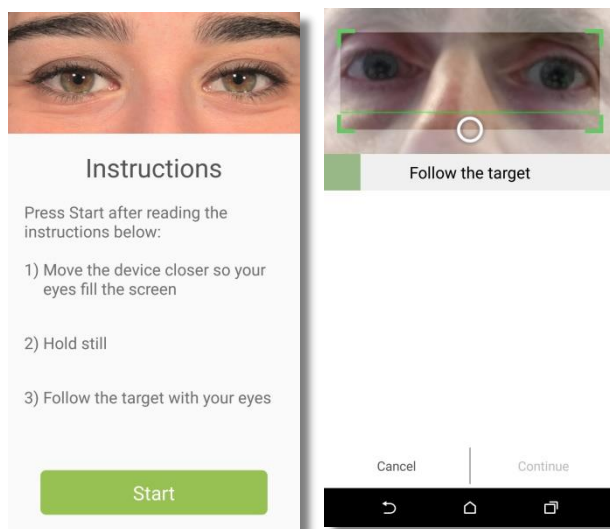 Instructions
Press Start after reading the
instructions below:
1) Move the device closer so your
eyes fill the screen
2) Hold still
3) Follow the target with your eyes
Start
Follow the target
Cancel
Continue